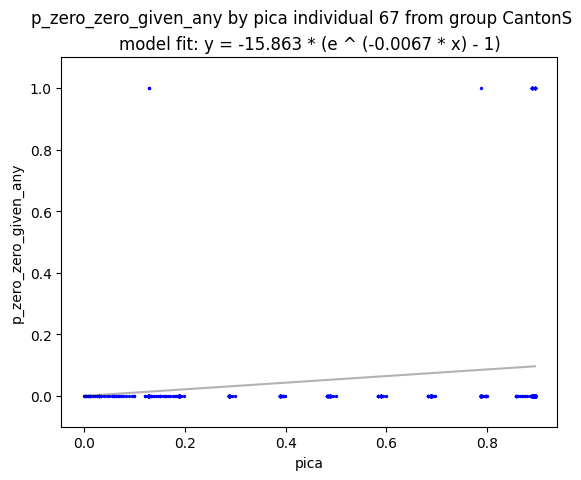 p_zero_zero_given_any by pica individual 67 from group CantonS
model fit: y = -15.863 * (e ^ (-0.0067 * x) - 1)
1.0
0.8
0.6
0.4
0.2
0.0
p_zero_zero_given_any
0.0 0.2 0.4 0.6 0.8
pica